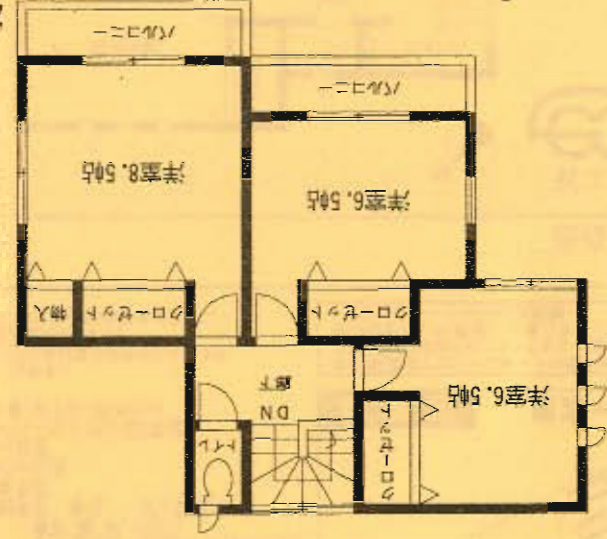 洋室6.5帖
クローゼット
トイレ
DN
廊下
クローゼット
クローゼット
物入
洋室6.5帖
洋室8.5帖
バルコニー
バルコニー